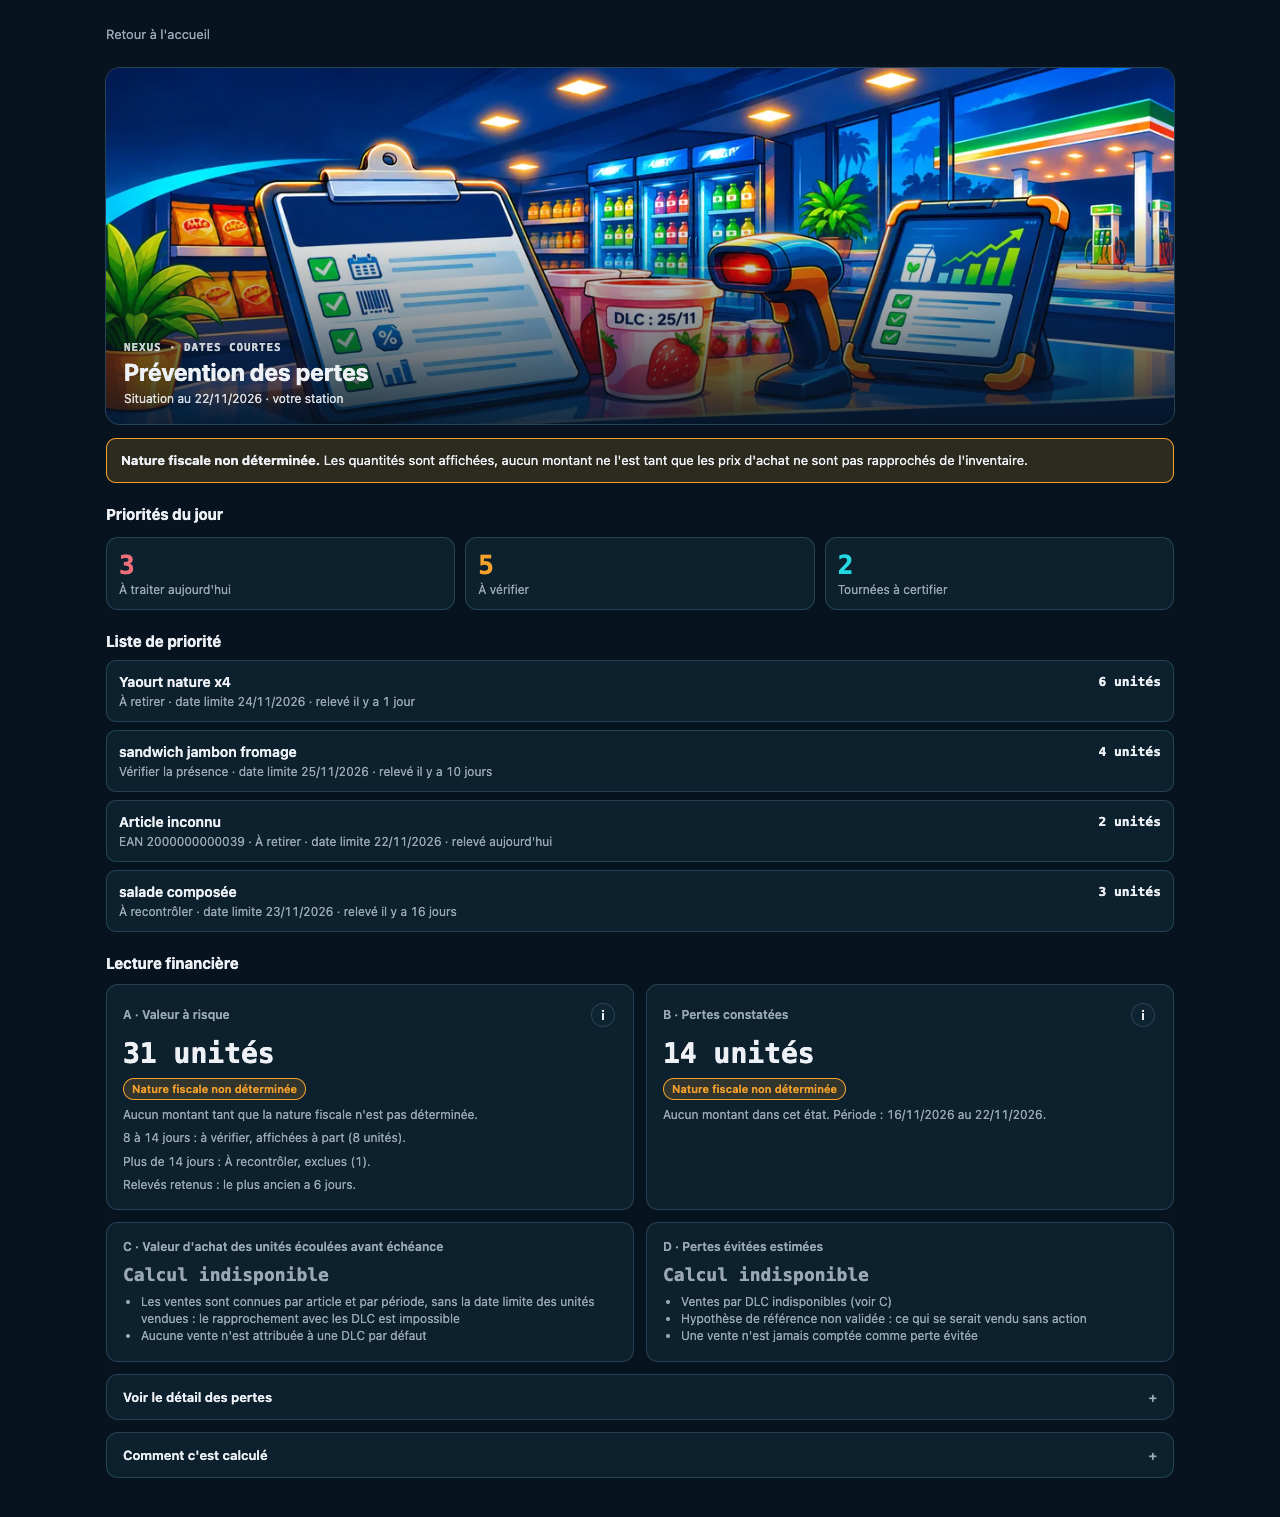 Retour à l'accueil
DLC : 25/11
NEXUS · DATES COURTES
Prévention des pertes
Situation au 22/11/2026 · votre station
Nature fiscale non déterminée. Les quantités sont affichées, aucun montant ne l'est tant que les prix d'achat ne sont pas rapprochés de l'inventaire.
Priorités du jour
3
À traiter aujourd'hui
5
À vérifier
2
Tournées à certifier
Liste de priorité
Yaourt nature x4
6 unités
À retirer · date limite 24/11/2026 · relevé il y a 1 jour
sandwich jambon fromage
4 unités
Vérifier la présence · date limite 25/11/2026 · relevé il y a 10 jours
Article inconnu
2 unités
EAN 2000000000039 · À retirer · date limite 22/11/2026 · relevé aujourd'hui
salade composée
3 unités
À recontrôler · date limite 23/11/2026 · relevé il y a 16 jours
Lecture financière
A · Valeur à risque
i
31 unités
Nature fiscale non déterminée
Aucun montant tant que la nature fiscale n'est pas déterminée.
8 à 14 jours : à vérifier, affichées à part (8 unités).
Plus de 14 jours : À recontrôler, exclues (1).
Relevés retenus : le plus ancien a 6 jours.
B · Pertes constatées
i
14 unités
Nature fiscale non déterminée
Aucun montant dans cet état. Période : 16/11/2026 au 22/11/2026.
C · Valeur d'achat des unités écoulées avant échéance
Calcul indisponible
• Les ventes sont connues par article et par période, sans la date limite des unités
vendues : le rapprochement avec les DLC est impossible
• Aucune vente n'est attribuée à une DLC par défaut
D · Pertes évitées estimées
Calcul indisponible
• Ventes par DLC indisponibles (voir C)
• Hypothèse de référence non validée : ce qui se serait vendu sans action
• Une vente n'est jamais comptée comme perte évitée
Voir le détail des pertes
+
Comment c'est calculé
+